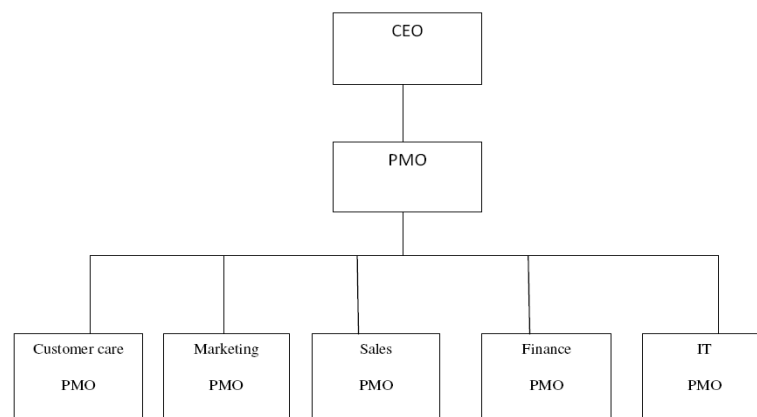 CEO
PMO
Customer care
PMO
Marketing
PMO
Sales
PMO
Finance
PMO
IT
PMO